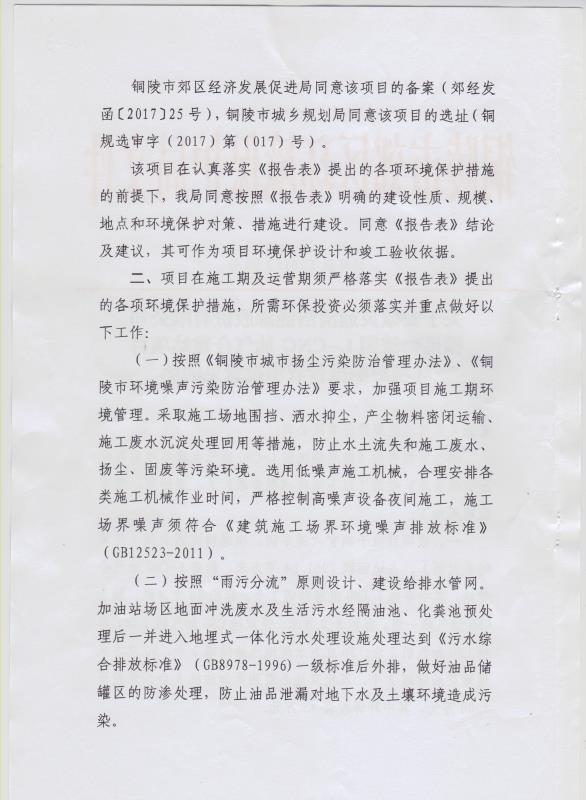 铜陵市郊区经济发展促进局同意该项目的备案（郊经发
函〔2017〕25号），铜陵市城乡规划局同意该项目的选址（铜
规选审字（2017）第（017）号）。
该项目在认真落实《报告表》提出的各项环境保护措施
的前提下，我局同意按照《报告表》明确的建设性质、规模、
地点和环境保护对策、措施进行建设。同意《报告表》结论
及建议，其可作为项目环境保护设计和竣工验收依据。
二、项目在施工期及运营期须严格落实《报告表》提出
的各项环境保护措施，所需环保投资必须落实并重点做好以
下工作：
（一）按照《铜陵市城市扬尘污染防治管理办法》、《铜
陵市环境噪声污染防治管理办法》要求，加强项目施工期环
境管理。采取施工场地围挡、洒水抑尘，产尘物料密闭运输、
施工废水沉淀处理回用等措施，防止水土流失和施工废水、
扬尘、固废等污染环境。选用低噪声施工机械，合理安排各
类施工机械作业时间，严格控制高噪声设备夜间施工，施工
场界噪声须符合《建筑施工场界环境噪声排放标准》
（GB12523-2011）。
（二）按照“雨污分流”原则设计、建设给排水管网。
加油站场区地面冲洗废水及生活污水经隔油池、化粪池预处
理后一并进入地埋式一体化污水处理设施处理达到《污水综
合排放标准》（GB8978-1996)一级标准后外排，做好油品储
罐区的防渗处理，防止油品泄漏对地下水及土壤环境造成污
染。